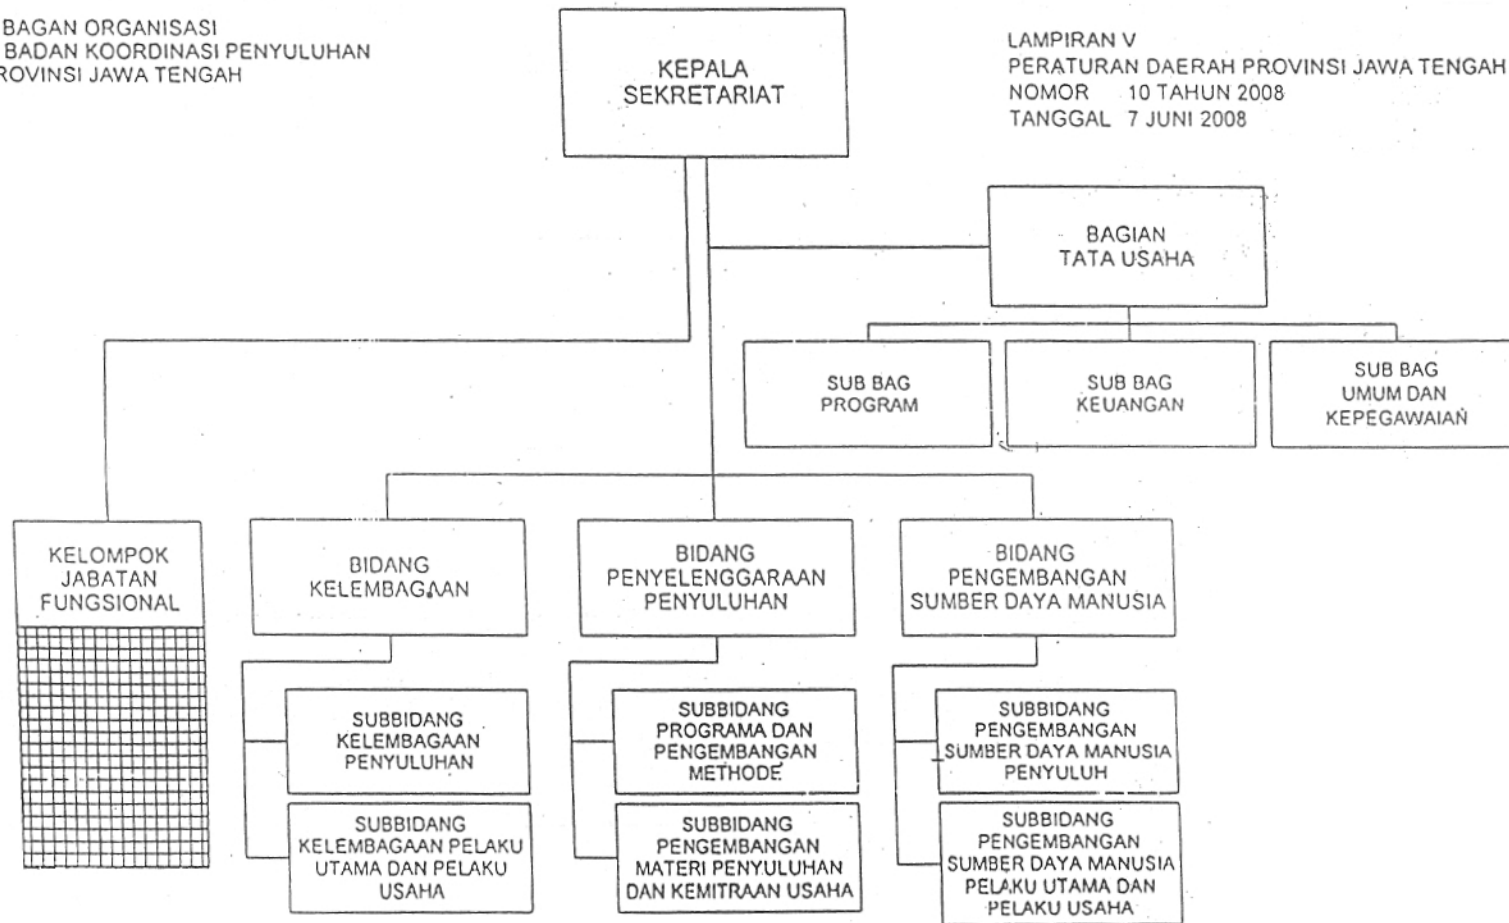 BAGAN ORGANISASI
BADAN KOORDINASI PENYULUHAN
ROVINSI JAWA TENGAH
KEPALA
SEKRETARIAT
LAMPIRAN V
PERATURAN DAERAH PROVINSI JAWA TENGAH
NOMOR 10 TAHUN 2008
TANGGAL 7 JUNI 2008
BAGIAN
TATA USAHA
SUB BAG
PROGRAM
SUB BAG
KEUANGAN
SUB BAG
UMUM DAN
KEPEGAWAIAN
KELOMPOK
JABATAN
FUNGSIONAL
BIDANG
KELEMBAGAAN
BIDANG
PENYELENGGARAAN
PENYULUHAN
BIDANG
PENGEMBANGAN
SUMBER DAYA MANUSIA
SUBBIDANG
KELEMBAGAAN
PENYULUHAN
SUBBIDANG
PROGRAMA DAN
PENGEMBANGAN
METHODE
SUBBIDANG
PENGEMBANGAN
SUMBER DAYA MANUSIA
PENYULUH
SUBBIDANG
KELEMBAGAAN PELAKU
UTAMA DAN PELAKU
USAHA
SUBBIDANG
PENGEMBANGAN
MATERI PENYULUHAN
DAN KEMITRAAN USAHA
SUBBIDANG
PENGEMBANGAN
SUMBER DAYA MANUSIA
PELAKU UTAMA DAN
PELAKU USAHA